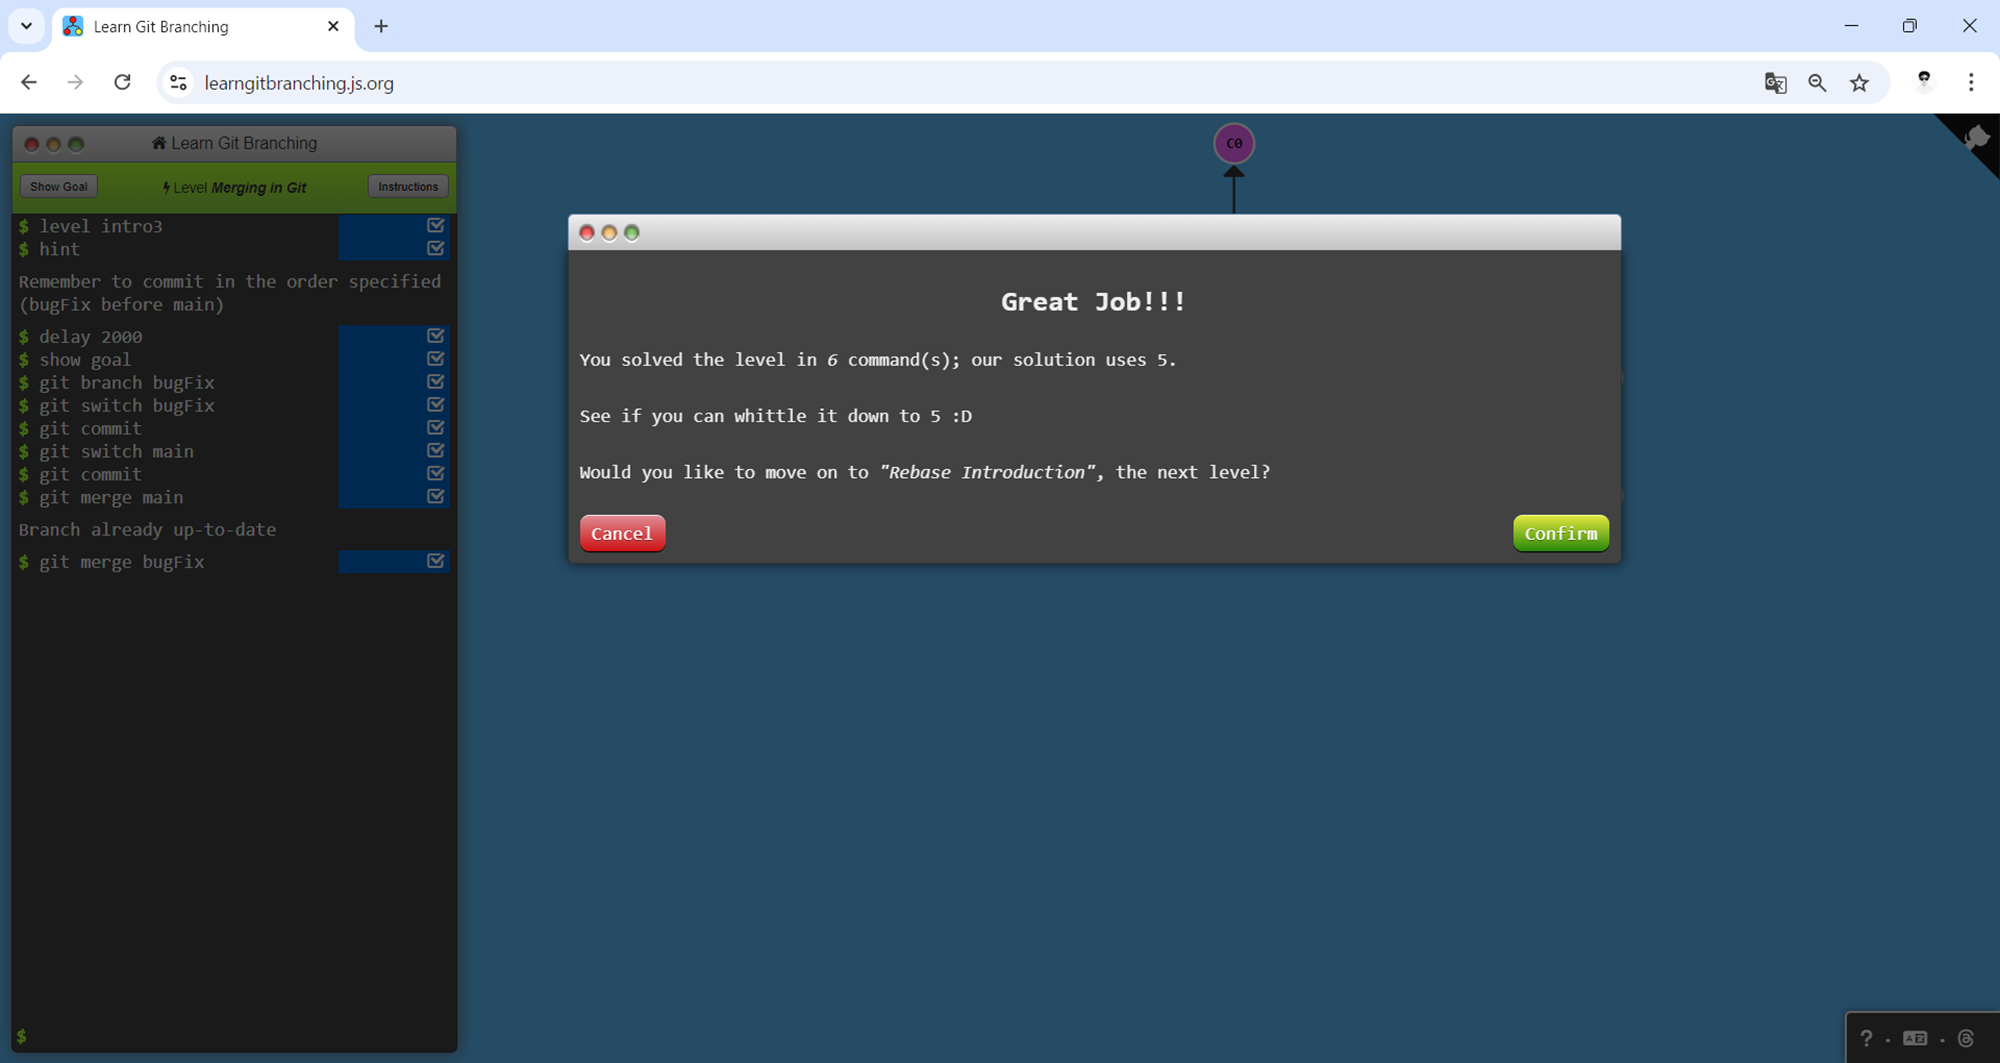 Learn Git Branching
learngitbranching.js.org
Learn Git Branching
Show Goal
Level Merging in Git
Instructions
$ level intro3
$ hint
Remember to commit in the order specified
(bugFix before main)
$ delay 2000
$ show goal
$ git branch bugFix
$ git switch bugFix
$ git commit
$ git switch main
$ git commit
$ git merge main
Branch already up-to-date
$ git merge bugFix
$
C0
Great Job!!!
You solved the level in 6 command(s); our solution uses 5.
See if you can whittle it down to 5 :D
Would you like to move on to "Rebase Introduction", the next level?
Cancel
Confirm
?